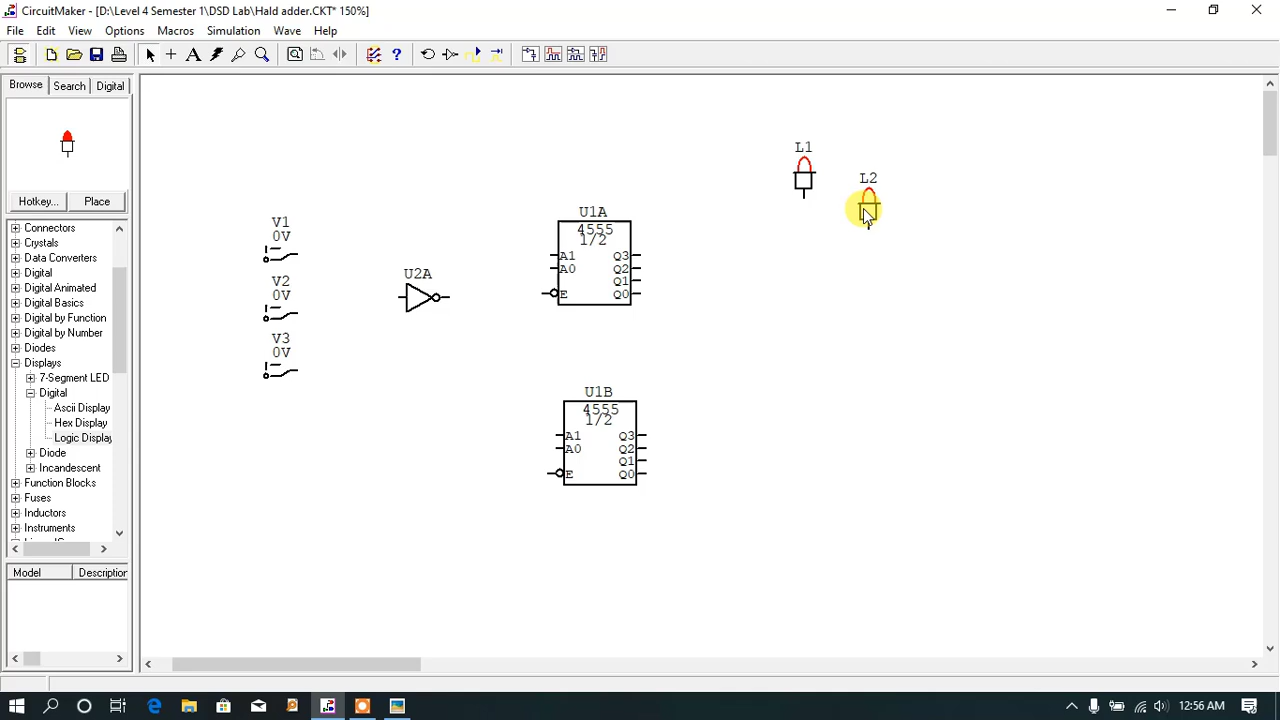 CircuitMaker - [D:\Level 4 Semester 1\DSD Lab\Hald adder.CKT* 150%]
File Edit View Options Macros Simulation Wave Help
A ?
Browse Search Digital
Hotkey... Place
Connectors
Crystals
Data Converters
Digital
Digital Animated
Digital Basics
Digital by Function
Digital by Number
Diodes
Displays
7-Segment LED
Digital
Ascii Display
Hex Display
Logic Display
Diode
Incandescent
Function Blocks
Fuses
Inductors
Instruments
Model Description
V1
0V
V2
0V
V3
0V
U2A
U1A
4555
1/2
A1 Q3
A0 Q2
Q1
E Q0
U1B
4555
1/2
A1 Q3
A0 Q2
Q1
E Q0
L1
L2
12:56 AM